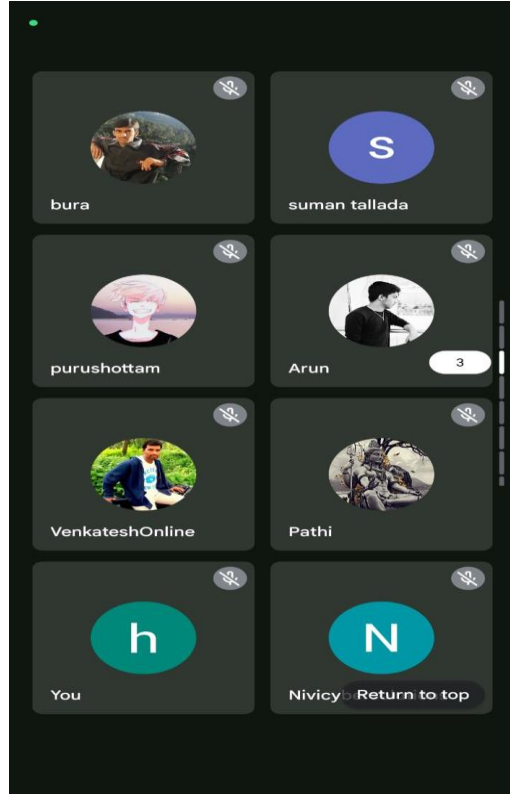 bura
S
suman tallada
purushottam
Arun
3
VenkateshOnline
Pathi
h
You
N
Return to top